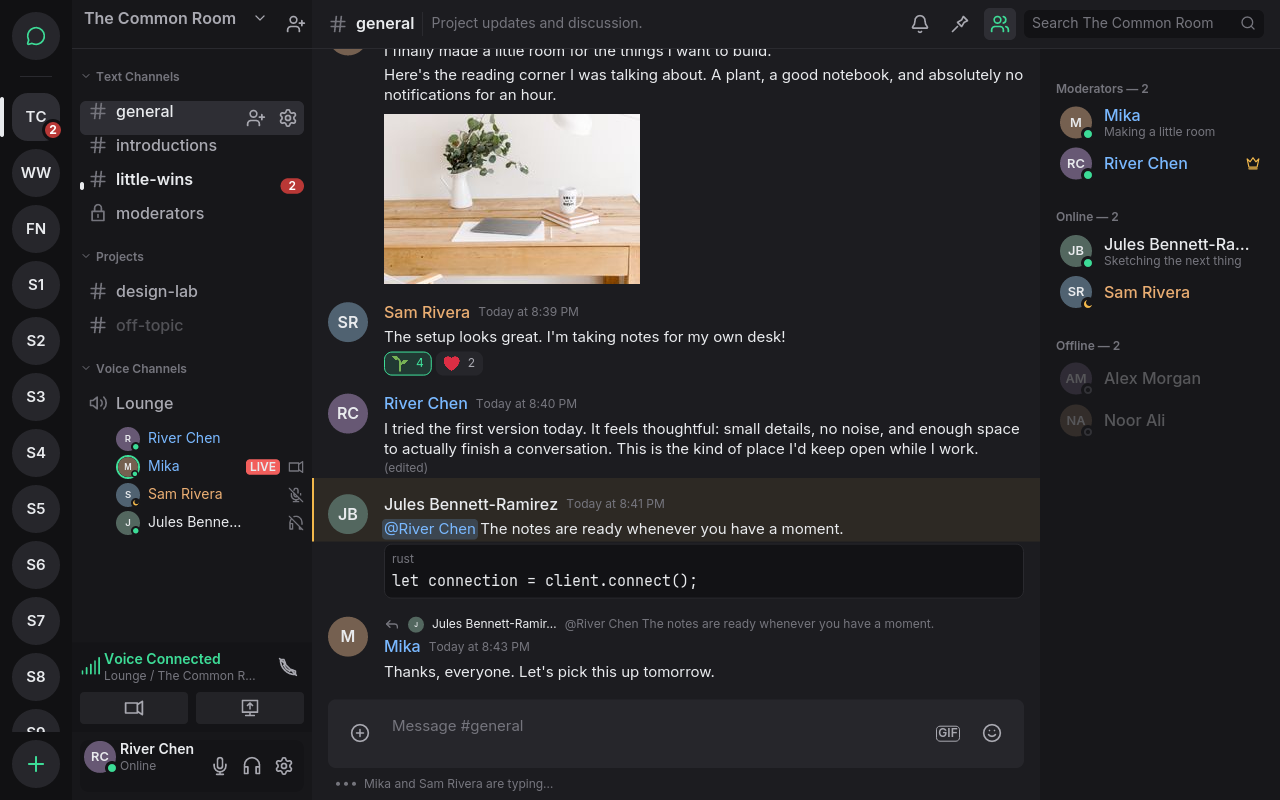 The Common Room
general
Project updates and discussion.
Search The Common Room
TC
2
WW
FN
S1
S2
S3
S4
S5
S6
S7
S8
Text Channels
general
introductions
little-wins
2
moderators
Projects
design-lab
off-topic
Voice Channels
Lounge
R
River Chen
M
Mika
LIVE
S
Sam Rivera
J
Jules Benne...
Voice Connected
Lounge / The Common R...
RC
River Chen
Online
I finally made a little room for the things I want to build.
Here's the reading corner I was talking about. A plant, a good notebook, and absolutely no
notifications for an hour.
SR
Sam Rivera Today at 8:39 PM
The setup looks great. I'm taking notes for my own desk!
4
2
RC
River Chen Today at 8:40 PM
I tried the first version today. It feels thoughtful: small details, no noise, and enough space
to actually finish a conversation. This is the kind of place I'd keep open while I work.
(edited)
JB
Jules Bennett-Ramirez Today at 8:41 PM
@River Chen The notes are ready whenever you have a moment.
rust
let connection = client.connect();
J Jules Bennett-Ramir... @River Chen The notes are ready whenever you have a moment.
M
Mika Today at 8:43 PM
Thanks, everyone. Let's pick this up tomorrow.
Message #general
GIF
Mika and Sam Rivera are typing...
Moderators — 2
M
Mika
Making a little room
RC
River Chen
Online — 2
JB
Jules Bennett-Ra...
Sketching the next thing
SR
Sam Rivera
Offline — 2
AM
Alex Morgan
NA
Noor Ali